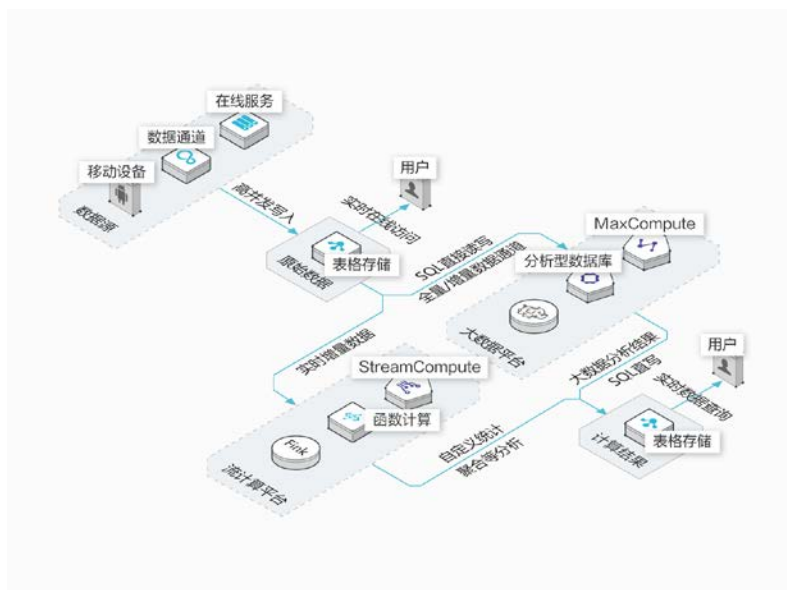 在线服务
数据通道
移动设备
数据源
高并发写入
用户
实时在线访问
表格存储
原始数据
SQL直接读写
全量/增量数据通道
MaxCompute
分析型数据库
大数据平台
实时增量数据
StreamCompute
函数计算
Fink
流计算平台
自定义统计
聚合等分析
大数据分析结果
SQL直写
用户
实时数据查询
表格存储
计算结果